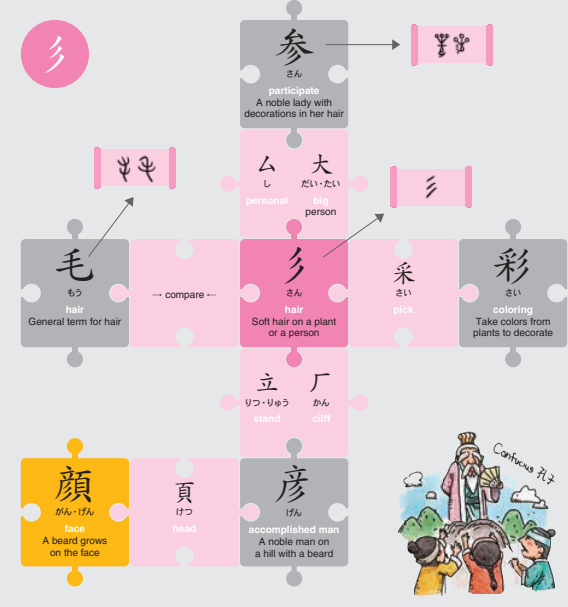 彡
参
さん
participate
A noble lady with
decorations in her hair
厶 大
し だい・たい
personal big
person
毛
もう
hair
General term for hair
→ compare ←
彡
さん
hair
Soft hair on a plant
or a person
采
さい
pick
彩
さい
coloring
Take colors from
plants to decorate
立 厂
りつ・りゅう かん
stand cliff
顔
がん・げん
face
A beard grows
on the face
頁
けつ
head
彦
げん
accomplished man
A noble man on
a hill with a beard
Confucius 孔子